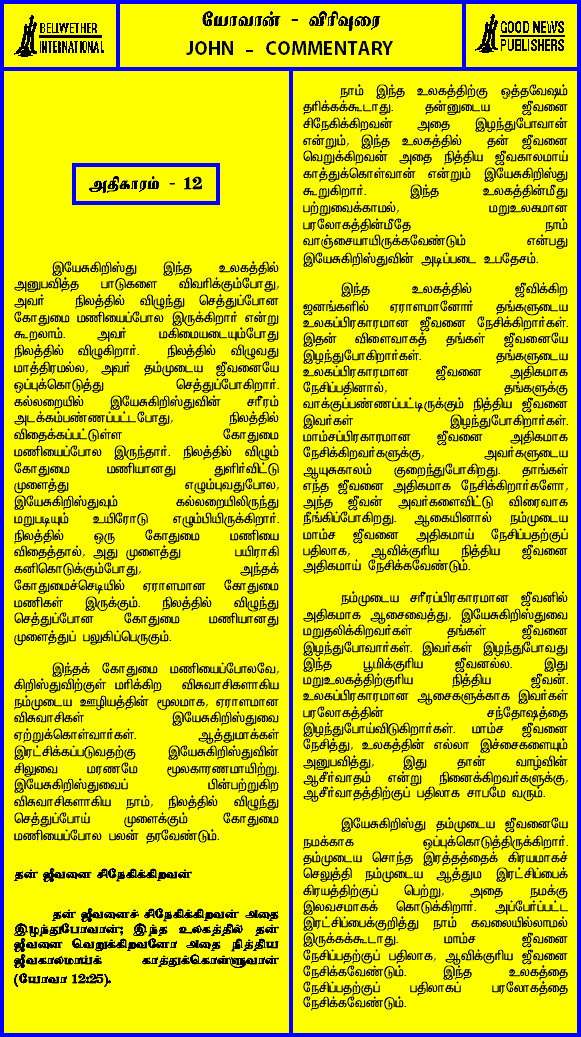 BELWETHER
INTERNATIONAL
யோவான் - விரிவுரை
JOHN - COMMENTARY
GOOD NEWS
PUBLISHERS
அதிகாரம் - 12
இயேசுகிறிஸ்து இந்த உலகத்தில்
அனுபவித்த பாடுகளை விவரிக்கும்போது,
அவர் நிலத்தில் விழுந்து செத்துப்போன
கோதுமை மணியைப்போல இருக்கிறார் என்று
கூறலாம். அவர் மகிமையடையும்போது
நிலத்தில் விழுகிறார். நிலத்தில் விழுவது
மாத்திரமல்ல, அவர் தம்முடைய ஜீவனையே
ஒப்புக்கொடுத்து செத்துப்போகிறார்.
கல்லறையில் இயேசுகிறிஸ்துவின் சரீரம்
அடக்கம்பண்ணப்பட்டபோது, நிலத்தில்
விதைக்கப்பட்டுள்ள கோதுமை
மணியைப்போல இருந்தார். நிலத்தில் விழும்
கோதுமை மணியானது துளிர்விட்டு
முளைத்து எழும்புவதுபோல,
இயேசுகிறிஸ்துவும் கல்லறையிலிருந்து
மறுபடியும் உயிரோடு எழும்பியிருக்கிறார்.
நிலத்தில் ஒரு கோதுமை மணியை
விதைத்தால், அது முளைத்து பயிராகி
கனிகொடுக்கும்போது, அந்தக்
கோதுமைச்செடியில் ஏராளமான கோதுமை
மணிகள் இருக்கும். நிலத்தில் விழுந்து
செத்துப்போன கோதுமை மணியானது
முளைத்துப் பலுகிப்பெருகும்.
இந்தக் கோதுமை மணியைப்போலவே,
கிறிஸ்துவிற்குள் மரிக்கிற விசுவாசிகளாகிய
நம்முடைய ஊழியத்தின் மூலமாக, ஏராளமான
விசுவாசிகள் இயேசுகிறிஸ்துவை
ஏற்றுக்கொள்வார்கள். ஆத்துமாக்கள்
இரட்சிக்கப்படுவதற்கு இயேசுகிறிஸ்துவின்
சிலுவை மரணமே மூலகாரணமாயிற்று.
இயேசுகிறிஸ்துவைப் பின்பற்றுகிற
விசுவாசிகளாகிய நாம், நிலத்தில் விழுந்து
செத்துப்போய் முளைக்கும் கோதுமை
மணியைப்போல பலன் தரவேண்டும்.
தன் ஜீவனை சிநேகிக்கிறவன்
தன் ஜீவனைச் சிநேகிக்கிறவன் அதை
இழந்துபோவான்; இந்த உலகத்தில் தன்
ஜீவனை வெறுக்கிறவனோ அதை நித்திய
ஜீவகாலமாய்க் காத்துக்கொள்ளுவான்
(யோவா 12:25).
நாம் இந்த உலகத்திற்கு ஒத்தவேஷம்
தரிக்கக்கூடாது. தன்னுடைய ஜீவனை
சிநேகிக்கிறவன் அதை இழந்துபோவான்
என்றும், இந்த உலகத்தில் தன் ஜீவனை
வெறுக்கிறவன் அதை நித்திய ஜீவகாலமாய்
காத்துக்கொள்வான் என்றும் இயேசுகிறிஸ்து
கூறுகிறார். இந்த உலகத்தின்மீது
பற்றுவைக்காமல், மறுஉலகமான
பரலோகத்தின்மீதே நாம்
வாஞ்சையாயிருக்கவேண்டும் என்பது
இயேசுகிறிஸ்துவின் அடிப்படை உபதேசம்.
இந்த உலகத்தில் ஜீவிக்கிற
ஜனங்களில் ஏராளமானோர் தங்களுடைய
உலகப்பிரகாரமான ஜீவனை நேசிக்கிறார்கள்.
இதன் விளைவாகத் தங்கள் ஜீவனையே
இழந்துபோகிறார்கள். தங்களுடைய
உலகப்பிரகாரமான ஜீவனை அதிகமாக
நேசிப்பதினால், தங்களுக்கு
வாக்குப்பண்ணப்பட்டிருக்கும் நித்திய ஜீவனை
இவர்கள் இழந்துபோகிறார்கள்.
மாம்சப்பிரகாரமான ஜீவனை அதிகமாக
நேசிக்கிறவர்களுக்கு, அவர்களுடைய
ஆயுசுகாலம் குறைந்துபோகிறது. தாங்கள்
எந்த ஜீவனை அதிகமாக நேசிக்கிறார்களோ,
அந்த ஜீவன் அவர்களைவிட்டு விரைவாக
நீங்கிப்போகிறது. ஆகையினால் நம்முடைய
மாம்ச ஜீவனை அதிகமாய் நேசிப்பதற்குப்
பதிலாக, ஆவிக்குரிய நித்திய ஜீவனை
அதிகமாய் நேசிக்கவேண்டும்.
நம்முடைய சரீரப்பிரகாரமான ஜீவனில்
அதிகமாக ஆசைவைத்து, இயேசுகிறிஸ்துவை
மறுதலிக்கிறவர்கள் தங்கள் ஜீவனை
இழந்துபோவார்கள். இவர்கள் இழந்துபோவது
இந்த பூமிக்குரிய ஜீவனல்ல. இது
மறுஉலகத்திற்குரிய நித்திய ஜீவன்.
உலகப்பிரகாரமான ஆசைகளுக்காக இவர்கள்
பரலோகத்தின் சந்தோஷத்தை
இழந்துபோய்விடுகிறார்கள். மாம்ச ஜீவனை
நேசித்து, உலகத்தின் எல்லா இச்சைகளையும்
அனுபவித்து, இது தான் வாழ்வின்
ஆசீர்வாதம் என்று நினைக்கிறவர்களுக்கு,
ஆசீர்வாதத்திற்குப் பதிலாக சாபமே வரும்.
இயேசுகிறிஸ்து தம்முடைய ஜீவனையே
நமக்காக ஒப்புக்கொடுத்திருக்கிறார்.
தம்முடைய சொந்த இரத்தத்தைக் கிரயமாகச்
செலுத்தி நம்முடைய ஆத்தும இரட்சிப்பைக்
கிரயத்திற்குப் பெற்று, அதை நமக்கு
இலவசமாகக் கொடுக்கிறார். அப்பேர்ப்பட்ட
இரட்சிப்பைக்குறித்து நாம் கவலையில்லாமல்
இருக்கக்கூடாது. மாம்ச ஜீவனை
நேசிப்பதற்குப் பதிலாக, ஆவிக்குரிய ஜீவனை
நேசிக்கவேண்டும். இந்த உலகத்தை
நேசிப்பதற்குப் பதிலாகப் பரலோகத்தை
நேசிக்கவேண்டும்.